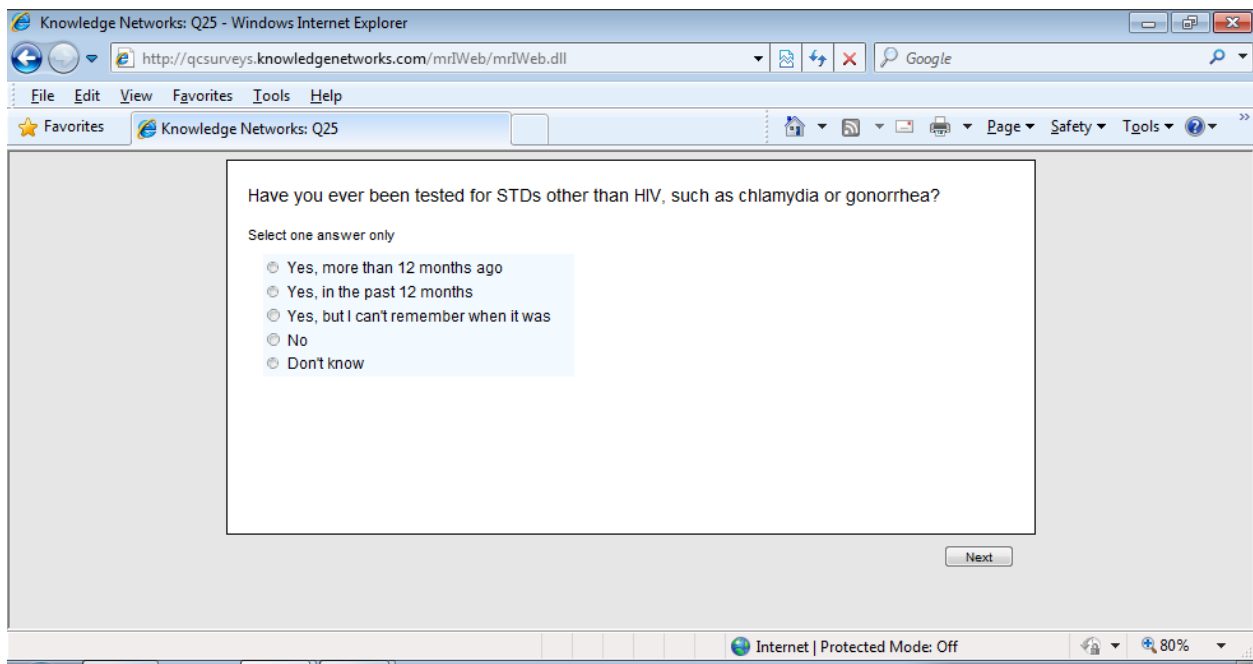 Knowledge Networks: Q25 - Windows Internet Explorer
http://qcsurveys.knowledgenetworks.com/mrIWeb/mrIWeb.dll
Google
File Edit View Favorites Tools Help
Favorites Knowledge Networks: Q25 Page Safety Tools
Have you ever been tested for STDs other than HIV, such as chlamydia or gonorrhea?
Select one answer only
Yes, more than 12 months ago
Yes, in the past 12 months
Yes, but I can't remember when it was
No
Don't know
Next
Internet | Protected Mode: Off 80%